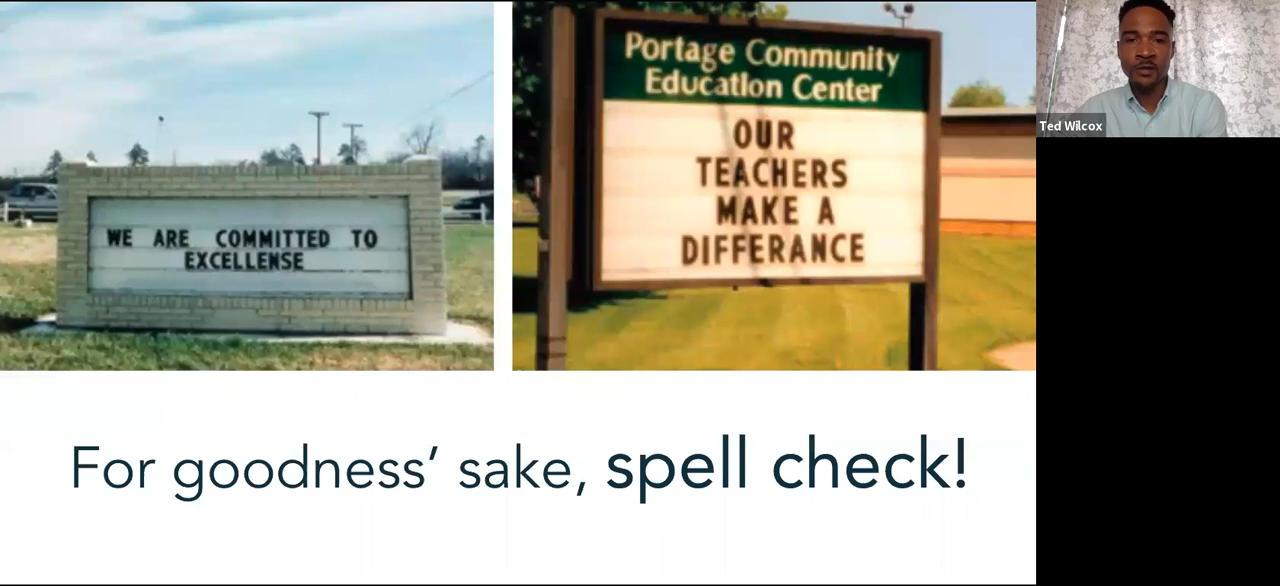 WE ARE COMMITTED TO
EXCELLENSE
Portage Community
Education Center
OUR
TEACHERS
MAKE A
DIFFERANCE
For goodness’ sake, spell check!
Ted Wilcox